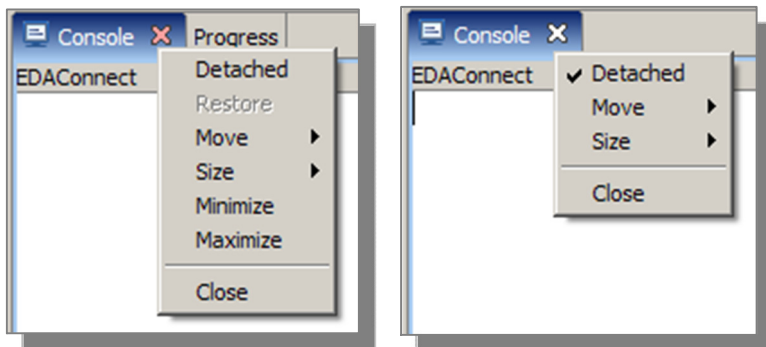 Console Progress
EDAConnect
Detached
Restore
Move
Size
Minimize
Maximize
Close
Console
EDAConnect
Detached
Move
Size
Close